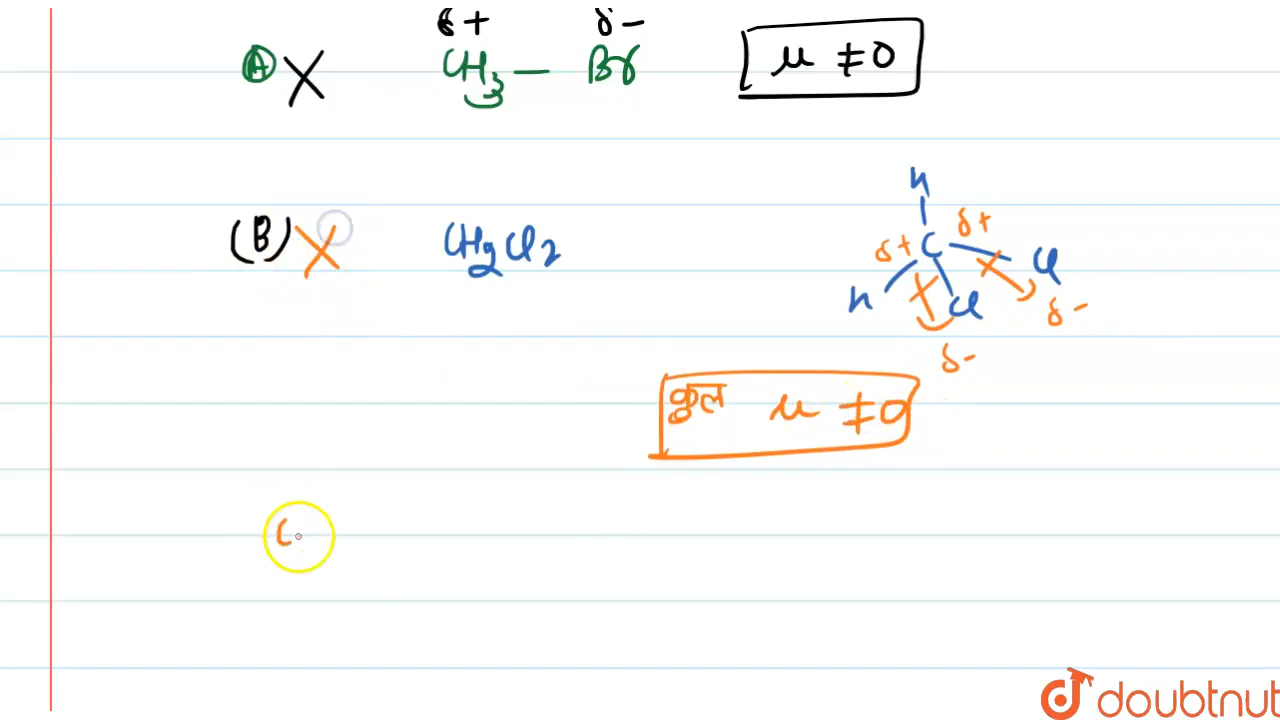 δ+ δ-
(A) X CH3 - Br μ ≠ 0
H
(B) X CH2Cl2 δ+ C δ+ Cl
H Cl δ-
δ-
कुल μ ≠ 0
(
doubtnut